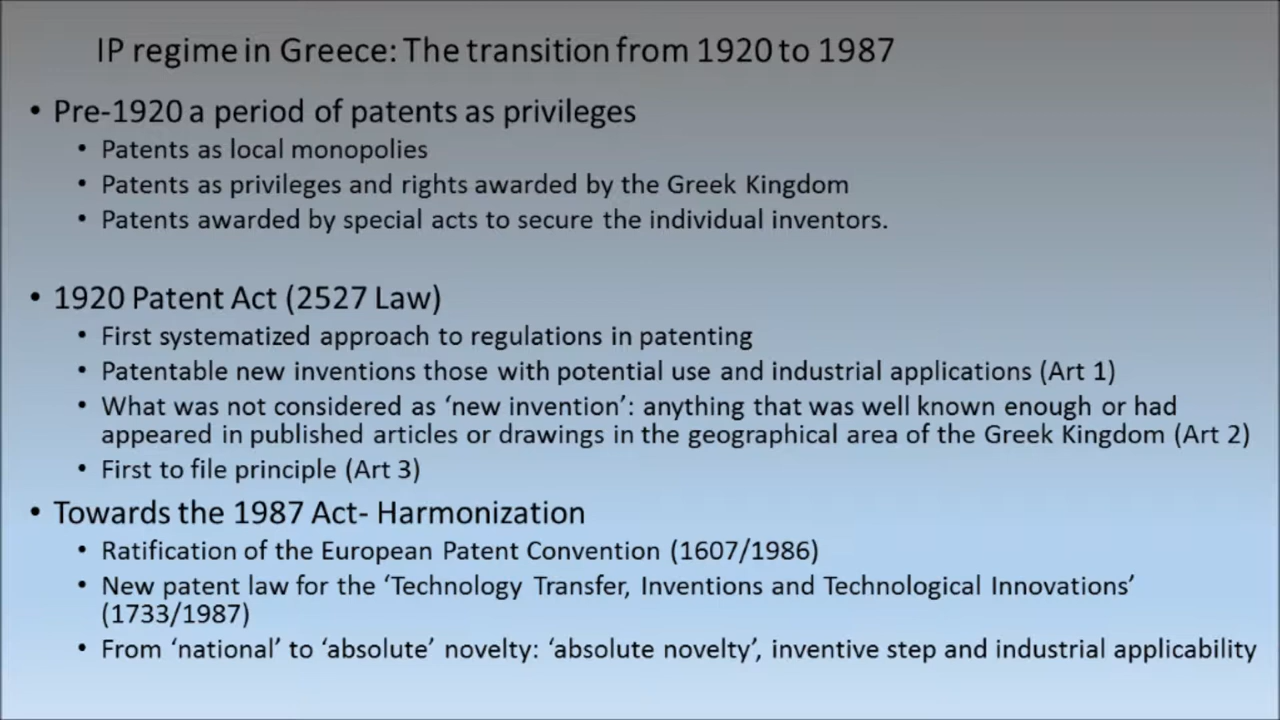 IP regime in Greece: The transition from 1920 to 1987
• Pre-1920 a period of patents as privileges
• Patents as local monopolies
• Patents as privileges and rights awarded by the Greek Kingdom
• Patents awarded by special acts to secure the individual inventors.
• 1920 Patent Act (2527 Law)
• First systematized approach to regulations in patenting
• Patentable new inventions those with potential use and industrial applications (Art 1)
• What was not considered as ‘new invention’: anything that was well known enough or had
appeared in published articles or drawings in the geographical area of the Greek Kingdom (Art 2)
• First to file principle (Art 3)
• Towards the 1987 Act- Harmonization
• Ratification of the European Patent Convention (1607/1986)
• New patent law for the ‘Technology Transfer, Inventions and Technological Innovations’
(1733/1987)
• From ‘national’ to ‘absolute’ novelty: ‘absolute novelty’, inventive step and industrial applicability